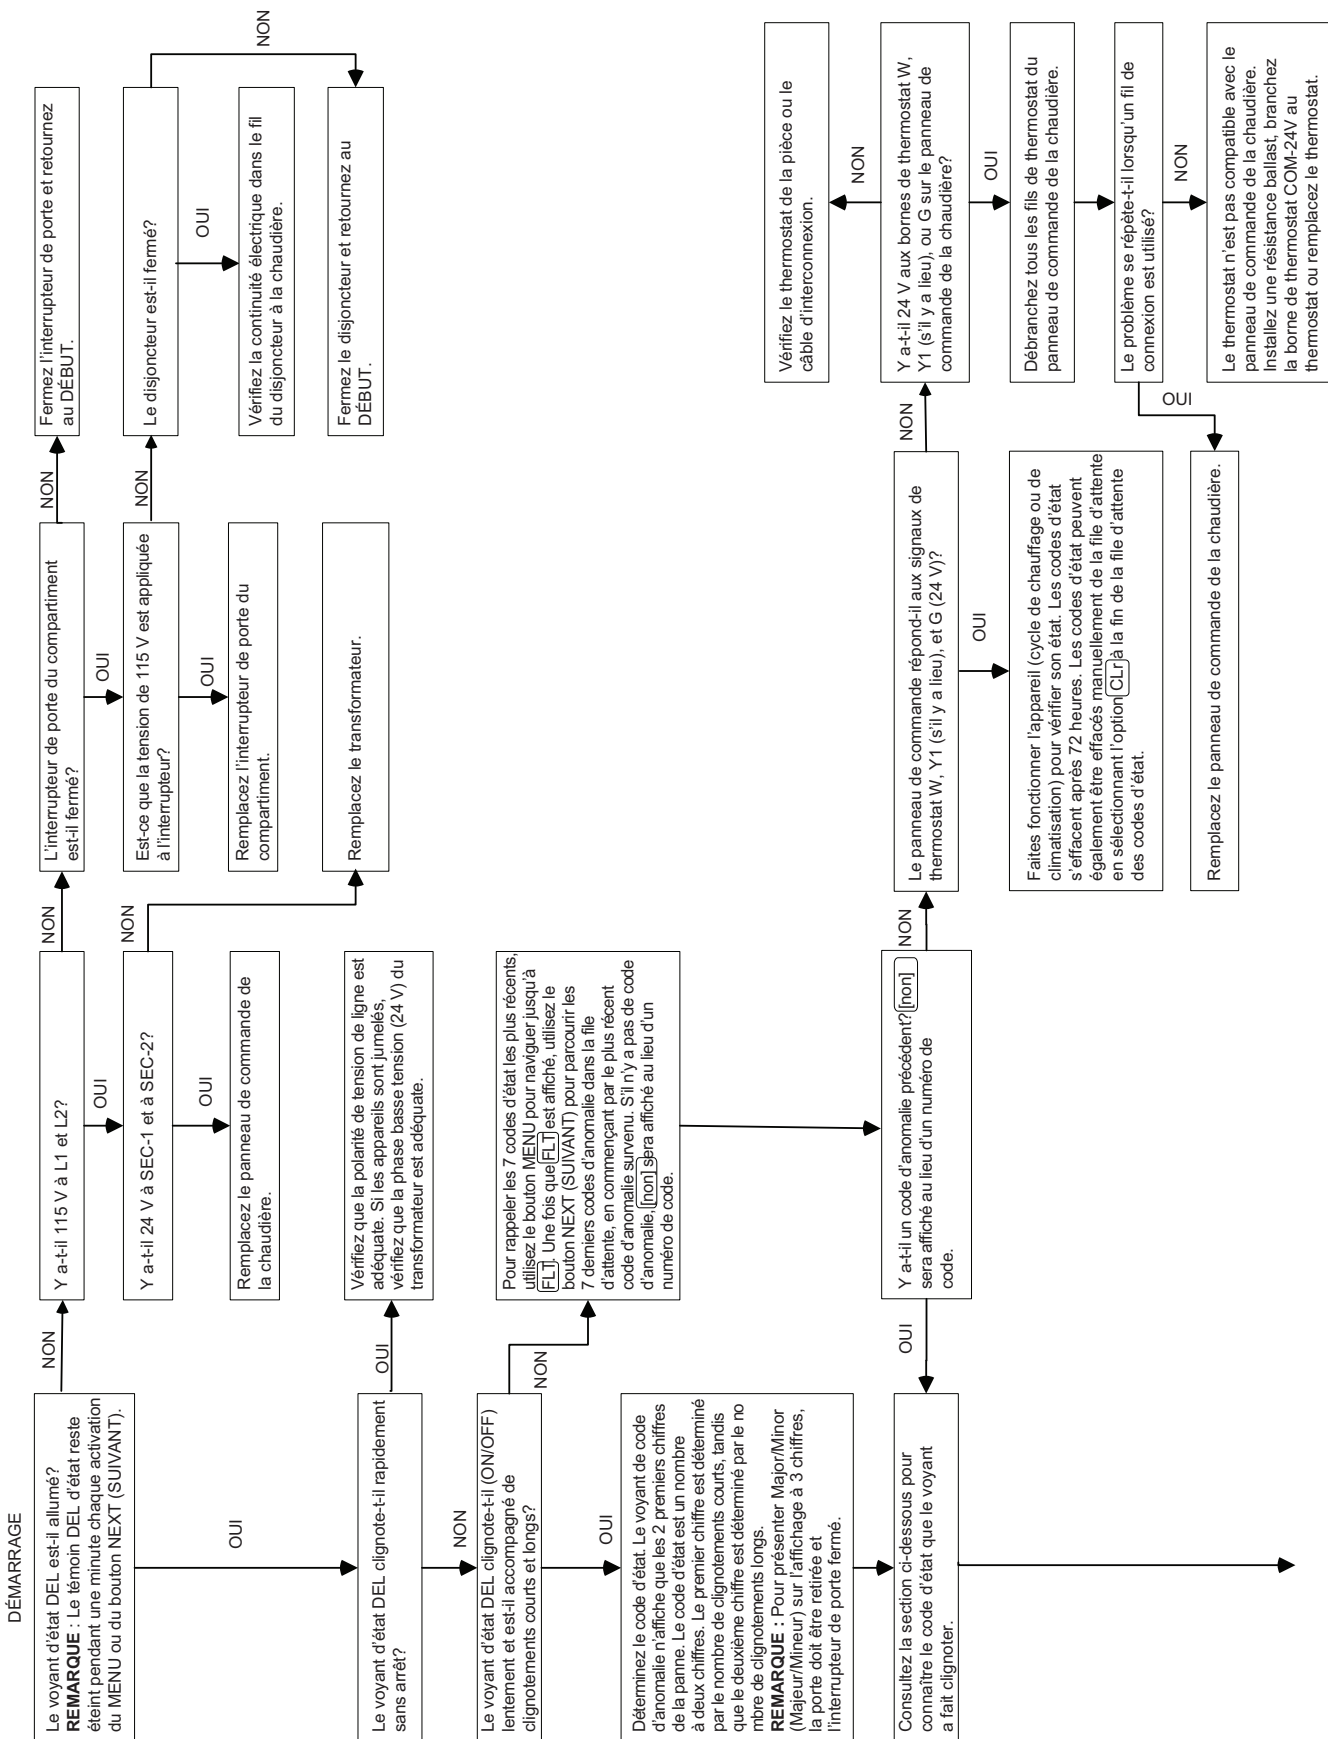 DÉMARRAGE
Le voyant d'état DEL est-il allumé?
REMARQUE : Le témoin DEL d'état reste
éteint pendant une minute chaque activation
du MENU ou du bouton NEXT (SUIVANT).
NON
Y a-t-il 115 V à L1 et L2?
NON
L'interrupteur de porte du compartiment
est-il fermé?
NON
Fermez l'interrupteur de porte et retournez
au DÉBUT.
OUI
OUI
OUI
Y a-t-il 24 V à SEC-1 et à SEC-2?
NON
Est-ce que la tension de 115 V est appliquée
à l'interrupteur?
NON
Le disjoncteur est-il fermé?
NON
OUI
OUI
OUI
Remplacez le panneau de commande de
la chaudière.
Remplacez l'interrupteur de porte du
compartiment.
Vérifiez la continuité électrique dans le fil
du disjoncteur à la chaudière.
Remplacez le transformateur.
Fermez le disjoncteur et retournez au
DÉBUT.
Le voyant d'état DEL clignote-t-il rapidement
sans arrêt?
OUI
Vérifiez que la polarité de tension de ligne est
adéquate. Si les appareils sont jumelés,
vérifiez que la phase basse tension (24 V) du
transformateur est adéquate.
NON
Le voyant d'état DEL clignote-t-il (ON/OFF)
lentement et est-il accompagné de
clignotements courts et longs?
NON
Pour rappeler les 7 codes d'état les plus récents,
utilisez le bouton MENU pour naviguer jusqu'à
FLT. Une fois que FLT est affiché, utilisez le
bouton NEXT (SUIVANT) pour parcourir les
7 derniers codes d'anomalie dans la file
d'attente, en commençant par le plus récent
code d'anomalie survenu. S'il n'y a pas de code
d'anomalie, [non] sera affiché au lieu d'un
numéro de code.
OUI
Déterminez le code d'état. Le voyant de code
d'anomalie n'affiche que les 2 premiers chiffres
de la panne. Le code d'état est un nombre
à deux chiffres. Le premier chiffre est déterminé
par le nombre de clignotements courts, tandis
que le deuxième chiffre est déterminé par le no
mbre de clignotements longs.
REMARQUE : Pour présenter Major/Minor
(Majeur/Mineur) sur l'affichage à 3 chiffres,
la porte doit être retirée et
l'interrupteur de porte fermé.
Consultez la section ci-dessous pour
connaître le code d'état que le voyant
a fait clignoter.
OUI
Y a-t-il un code d'anomalie précédent? [non]
sera affiché au lieu d'un numéro de
code.
NON
Le panneau de commande répond-il aux signaux de
thermostat W, Y1 (s'il y a lieu), et G (24 V)?
NON
Y a-t-il 24 V aux bornes de thermostat W,
Y1 (s'il y a lieu), ou G sur le panneau de
commande de la chaudière?
NON
Vérifiez le thermostat de la pièce ou le
câble d'interconnexion.
OUI
Faites fonctionner l'appareil (cycle de chauffage ou de
climatisation) pour vérifier son état. Les codes d'état
s'effacent après 72 heures. Les codes d'état peuvent
également être effacés manuellement de la file d'attente
en sélectionnant l'option CLr à la fin de la file d'attente
des codes d'état.
OUI
Débranchez tous les fils de thermostat du
panneau de commande de la chaudière.
Le problème se répète-t-il lorsqu'un fil de
connexion est utilisé?
OUI
Remplacez le panneau de commande de la chaudière.
NON
Le thermostat n'est pas compatible avec le
panneau de commande de la chaudière.
Installez une résistance ballast, branchez
la borne de thermostat COM-24V au
thermostat ou remplacez le thermostat.